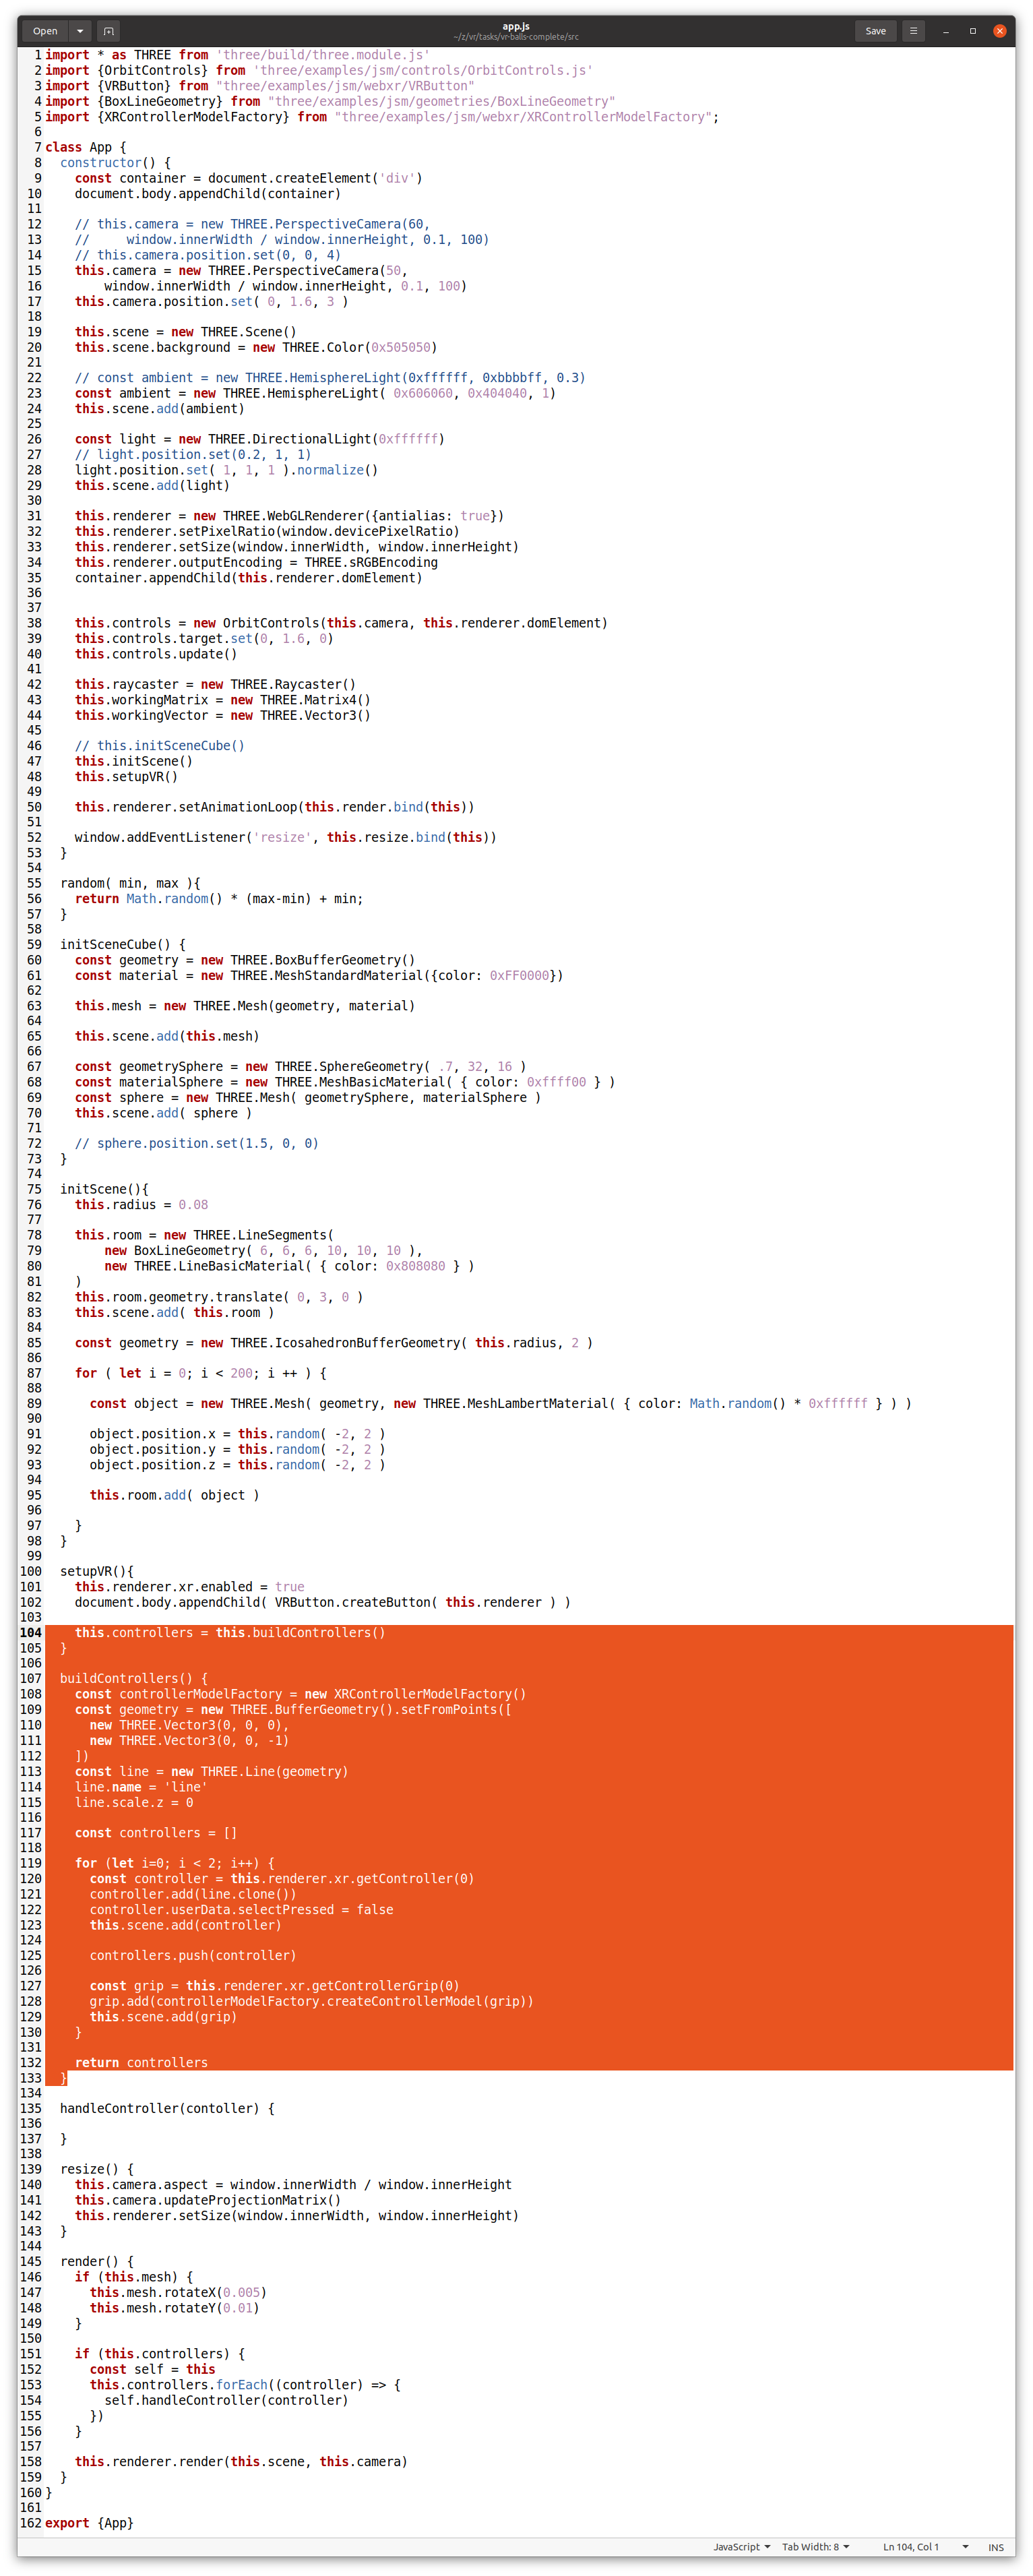 Open
app.js
~/z/vr/tasks/vr-balls-complete/src
Save
1 import * as THREE from 'three/build/three.module.js'
2 import {OrbitControls} from 'three/examples/jsm/controls/OrbitControls.js'
3 import {VRButton} from "three/examples/jsm/webxr/VRButton"
4 import {BoxLineGeometry} from "three/examples/jsm/geometries/BoxLineGeometry"
5 import {XRControllerModelFactory} from "three/examples/jsm/webxr/XRControllerModelFactory";
6
7 class App {
8   constructor() {
9     const container = document.createElement('div')
10     document.body.appendChild(container)
11
12     // this.camera = new THREE.PerspectiveCamera(60,
13     //     window.innerWidth / window.innerHeight, 0.1, 100)
14     // this.camera.position.set(0, 0, 4)
15     this.camera = new THREE.PerspectiveCamera(50,
16         window.innerWidth / window.innerHeight, 0.1, 100)
17     this.camera.position.set( 0, 1.6, 3 )
18
19     this.scene = new THREE.Scene()
20     this.scene.background = new THREE.Color(0x505050)
21
22     // const ambient = new THREE.HemisphereLight(0xffffff, 0xbbbbff, 0.3)
23     const ambient = new THREE.HemisphereLight( 0x606060, 0x404040, 1)
24     this.scene.add(ambient)
25
26     const light = new THREE.DirectionalLight(0xffffff)
27     // light.position.set(0.2, 1, 1)
28     light.position.set( 1, 1, 1 ).normalize()
29     this.scene.add(light)
30
31     this.renderer = new THREE.WebGLRenderer({antialias: true})
32     this.renderer.setPixelRatio(window.devicePixelRatio)
33     this.renderer.setSize(window.innerWidth, window.innerHeight)
34     this.renderer.outputEncoding = THREE.sRGBEncoding
35     container.appendChild(this.renderer.domElement)
36
37
38     this.controls = new OrbitControls(this.camera, this.renderer.domElement)
39     this.controls.target.set(0, 1.6, 0)
40     this.controls.update()
41
42     this.raycaster = new THREE.Raycaster()
43     this.workingMatrix = new THREE.Matrix4()
44     this.workingVector = new THREE.Vector3()
45
46     // this.initSceneCube()
47     this.initScene()
48     this.setupVR()
49
50     this.renderer.setAnimationLoop(this.render.bind(this))
51
52     window.addEventListener('resize', this.resize.bind(this))
53   }
54
55   random( min, max ){
56     return Math.random() * (max-min) + min;
57   }
58
59   initSceneCube() {
60     const geometry = new THREE.BoxBufferGeometry()
61     const material = new THREE.MeshStandardMaterial({color: 0xFF0000})
62
63     this.mesh = new THREE.Mesh(geometry, material)
64
65     this.scene.add(this.mesh)
66
67     const geometrySphere = new THREE.SphereGeometry( .7, 32, 16 )
68     const materialSphere = new THREE.MeshBasicMaterial( { color: 0xffff00 } )
69     const sphere = new THREE.Mesh( geometrySphere, materialSphere )
70     this.scene.add( sphere )
71
72     // sphere.position.set(1.5, 0, 0)
73   }
74
75   initScene(){
76     this.radius = 0.08
77
78     this.room = new THREE.LineSegments(
79         new BoxLineGeometry( 6, 6, 6, 10, 10, 10 ),
80         new THREE.LineBasicMaterial( { color: 0x808080 } )
81     )
82     this.room.geometry.translate( 0, 3, 0 )
83     this.scene.add( this.room )
84
85     const geometry = new THREE.IcosahedronBufferGeometry( this.radius, 2 )
86
87     for ( let i = 0; i < 200; i ++ ) {
88
89       const object = new THREE.Mesh( geometry, new THREE.MeshLambertMaterial( { color: Math.random() * 0xffffff } ) )
90
91       object.position.x = this.random( -2, 2 )
92       object.position.y = this.random( -2, 2 )
93       object.position.z = this.random( -2, 2 )
94
95       this.room.add( object )
96
97     }
98   }
99
100   setupVR(){
101     this.renderer.xr.enabled = true
102     document.body.appendChild( VRButton.createButton( this.renderer ) )
103
104     this.controllers = this.buildControllers()
105   }
106
107   buildControllers() {
108     const controllerModelFactory = new XRControllerModelFactory()
109     const geometry = new THREE.BufferGeometry().setFromPoints([
110       new THREE.Vector3(0, 0, 0),
111       new THREE.Vector3(0, 0, -1)
112     ])
113     const line = new THREE.Line(geometry)
114     line.name = 'line'
115     line.scale.z = 0
116
117     const controllers = []
118
119     for (let i=0; i < 2; i++) {
120       const controller = this.renderer.xr.getController(0)
121       controller.add(line.clone())
122       controller.userData.selectPressed = false
123       this.scene.add(controller)
124
125       controllers.push(controller)
126
127       const grip = this.renderer.xr.getControllerGrip(0)
128       grip.add(controllerModelFactory.createControllerModel(grip))
129       this.scene.add(grip)
130     }
131
132     return controllers
133   }
134
135   handleController(contoller) {
136
137   }
138
139   resize() {
140     this.camera.aspect = window.innerWidth / window.innerHeight
141     this.camera.updateProjectionMatrix()
142     this.renderer.setSize(window.innerWidth, window.innerHeight)
143   }
144
145   render() {
146     if (this.mesh) {
147       this.mesh.rotateX(0.005)
148       this.mesh.rotateY(0.01)
149     }
150
151     if (this.controllers) {
152       const self = this
153       this.controllers.forEach((controller) => {
154         self.handleController(controller)
155       })
156     }
157
158     this.renderer.render(this.scene, this.camera)
159   }
160 }
161
162 export {App}
JavaScript Tab Width: 8 Ln 104, Col 1 INS